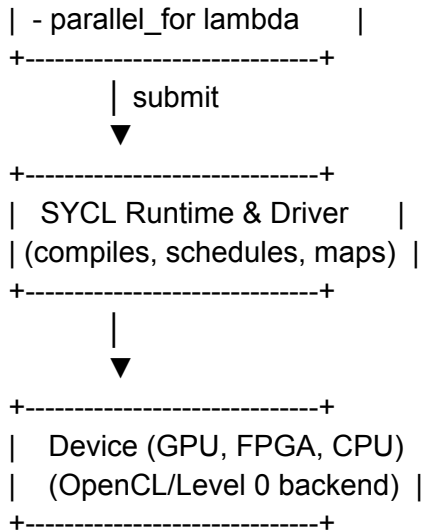 |  - parallel_for lambda      |
+------------------------------+
| submit
▼
+------------------------------+
|   SYCL Runtime & Driver     |
| (compiles, schedules, maps)  |
+------------------------------+
|
▼
+------------------------------+
|    Device (GPU, FPGA, CPU)
|    (OpenCL/Level 0 backend)  |
+------------------------------+